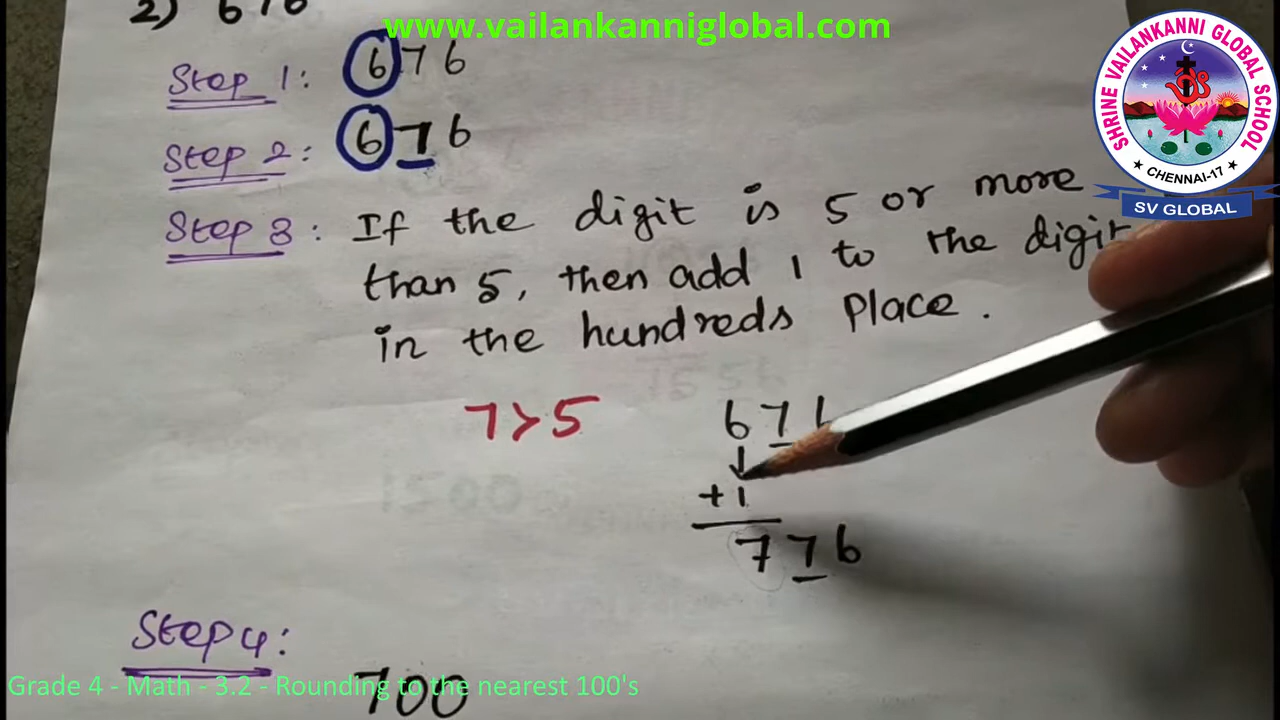 www.vailankanniglobal.com
SHRINE VAILANKANNI GLOBAL SCHOOL
CHENNAI-17
SV GLOBAL
2) 676
Step 1: 676
Step 2: 676
Step 3: If the digit is 5 or more
than 5, then add 1 to the digit
in the hundreds place.
7>5
67
+1
776
Step 4:
700
Grade 4 - Math - 3.2 - Rounding to the nearest 100's